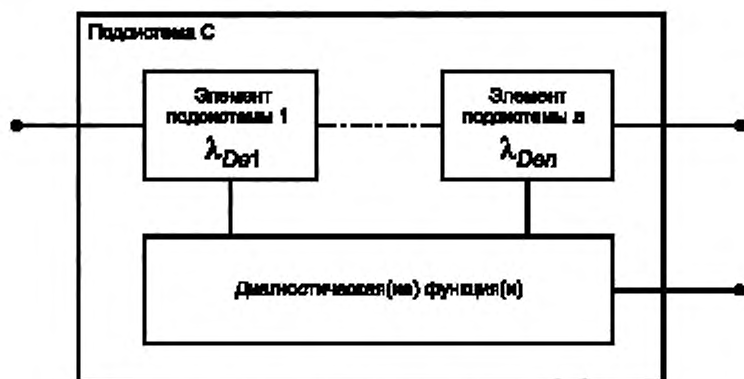 Подсистема С
Элемент
подсистемы 1
λDe1
Элемент
подсистемы n
λDen
Диагностическая(ие) функция(и)